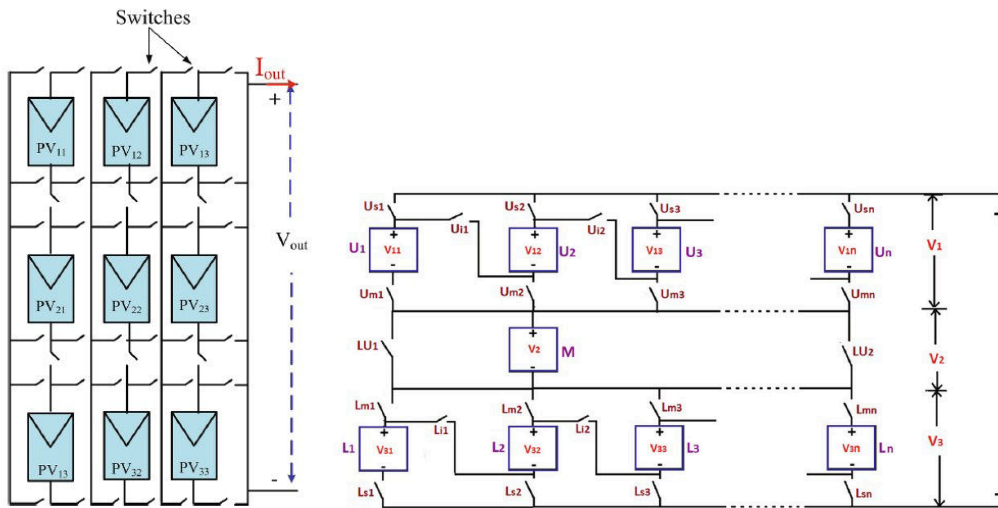 Switches
Iout
+
PV11 PV12 PV13
Vout
PV21 PV22 PV23
PV13 PV32 PV33
-
Us1 Us2 Us3 Usn
Ui1 Ui2
+ + + +
U1 V11 V12 U2 V13 U3 V1n Un V1
- - - -
Um1 Um2 Um3 Umn
+
LU1 V2 M LU2 V2
-
Lm1 Lm2 Lm3 Lmn
Li1 Li2
+ + + +
L1 V31 L2 V32 V33 L3 V3n Ln V3
- - - -
Ls1 Ls2 Ls3 Lsn